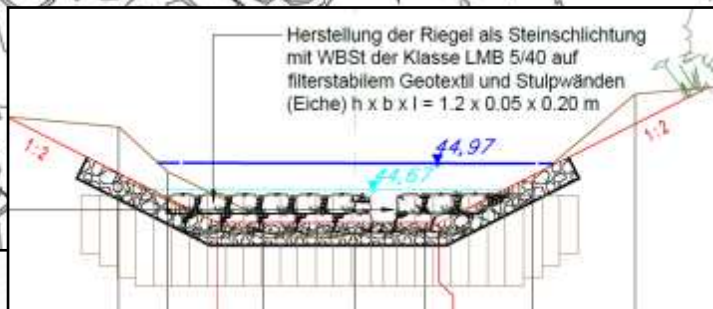 Herstellung der Riegel als Steinschlichtung
mit WBSt der Klasse LMB 5/40 auf
filterstabilem Geotextil und Stulpwänden
(Eiche) h x b x l = 1.2 x 0.05 x 0.20 m
44,97
1:2
1:2
44,67